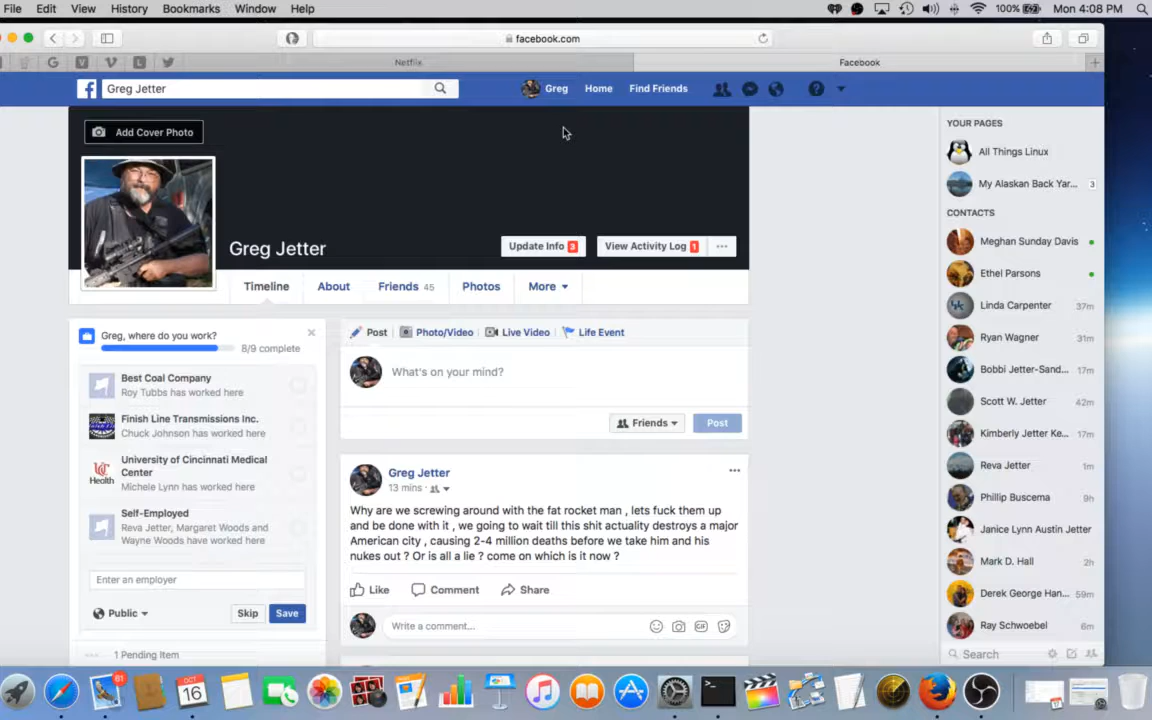 File Edit View History Bookmarks Window Help 100% Mon 4:08 PM
facebook.com
Netflix Facebook
Greg Jetter Greg Home Find Friends
Add Cover Photo
Greg Jetter
Update Info 3 View Activity Log 1
Timeline About Friends 45 Photos More
Greg, where do you work?
8/9 complete
Best Coal Company
Roy Tubbs has worked here
Finish Line Transmissions Inc.
Chuck Johnson has worked here
University of Cincinnati Medical
Center
Michele Lynn has worked here
Health
Self-Employed
Reva Jetter, Margaret Woods and
Wayne Woods have worked here
Enter an employer
Public Skip Save
1 Pending Item
Post Photo/Video Live Video Life Event
What's on your mind?
Friends Post
Greg Jetter
13 mins
Why are we screwing around with the fat rocket man , lets fuck them up
and be done with it , we going to wait till this shit actuality destroys a major
American city , causing 2-4 million deaths before we take him and his
nukes out ? Or is all a lie ? come on which is it now ?
Like Comment Share
Write a comment...
GIF
YOUR PAGES
All Things Linux
My Alaskan Back Yar... 3
CONTACTS
Meghan Sunday Davis
Ethel Parsons
Linda Carpenter 37m
Ryan Wagner 31m
Bobbi Jetter-Sand... 17m
Scott W. Jetter 42m
Kimberly Jetter Ke... 17m
Reva Jetter 1m
Phillip Buscema 9h
Janice Lynn Austin Jetter
Mark D. Hall 2h
Derek George Han... 59m
Ray Schwoebel 6m
Search
81
OCT
16